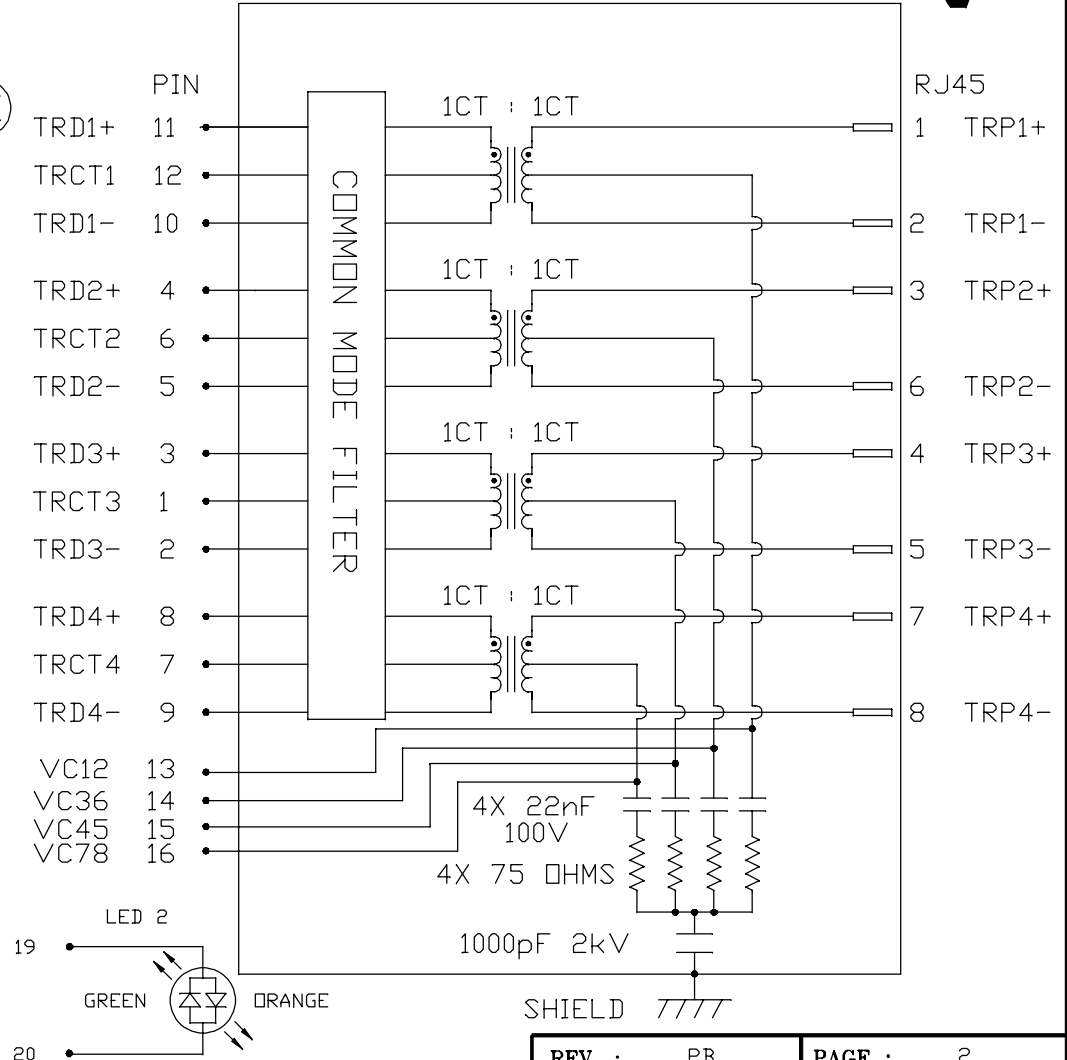 PIN RJ45
1CT : 1CT
TRD1+ 11 1 TRP1+
TRCT1 12
TRD1- 10 2 TRP1-
1CT : 1CT
TRD2+ 4 3 TRP2+
TRCT2 6
TRD2- 5 6 TRP2-
1CT : 1CT
TRD3+ 3 4 TRP3+
TRCT3 1
TRD3- 2 5 TRP3-
1CT : 1CT
TRD4+ 8 7 TRP4+
TRCT4 7
TRD4- 9 8 TRP4-
COMMON MODE FILTER
VC12 13
VC36 14
VC45 15
VC78 16
4X 22nF
100V
4X 75 OHMS
1000pF 2kV
SHIELD
LED 2
19
GREEN ORANGE
20
REV : PB PAGE : 2